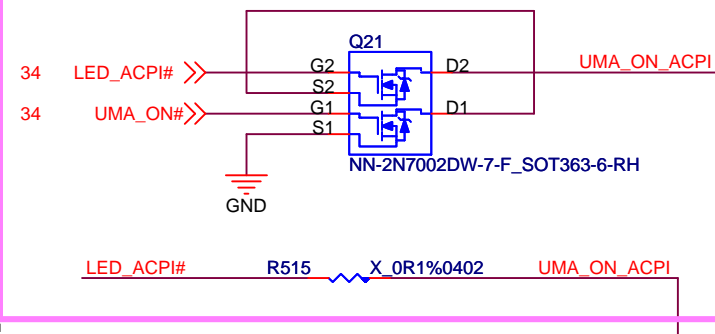 Q21
34 LED_ACPI# G2 D2 UMA_ON_ACPI
S2
34 UMA_ON# G1 D1
S1
NN-2N7002DW-7-F_SOT363-6-RH
GND
LED_ACPI# R515 X_0R1%0402 UMA_ON_ACPI